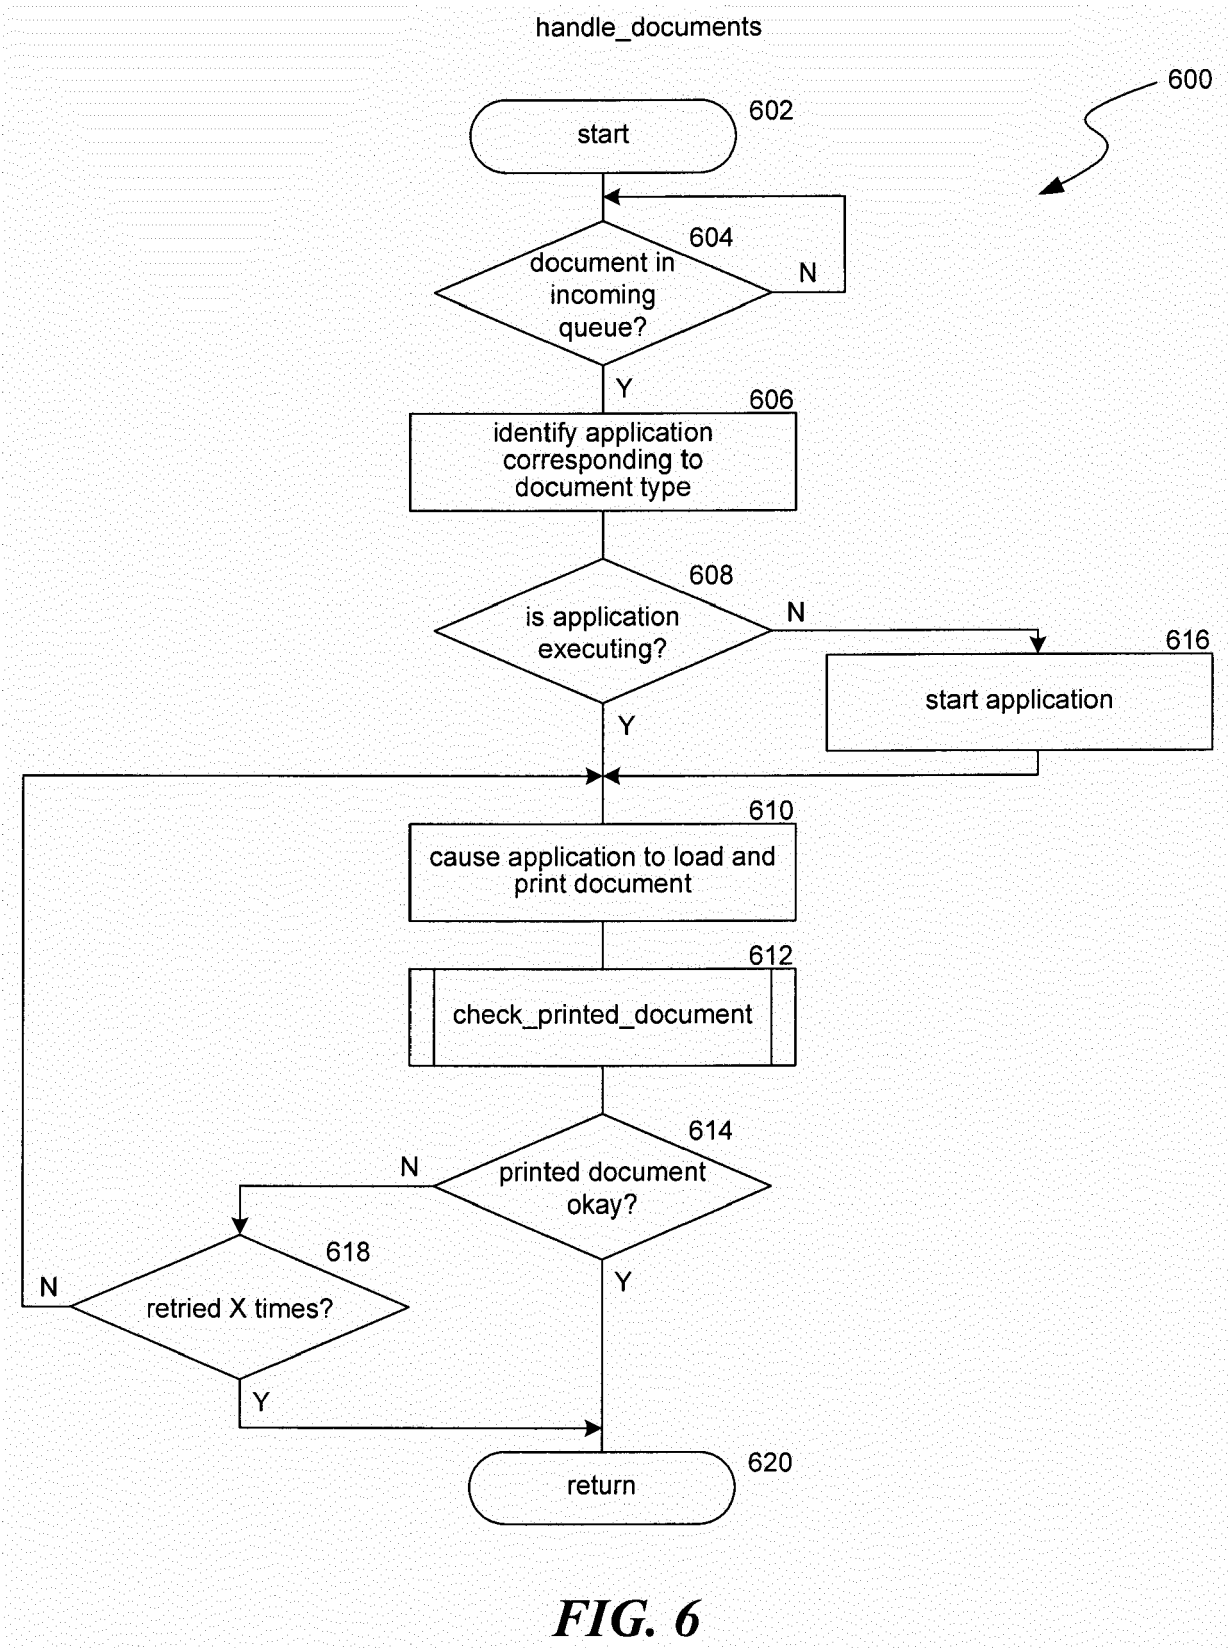 handle_documents
600
602
start
604
document in
incoming
queue?
N
Y
606
identify application
corresponding to
document type
608
is application
executing?
N
616
start application
Y
610
cause application to load and
print document
612
check_printed_document
614
printed document
okay?
N
618
retried X times?
N
Y
Y
620
return
FIG. 6